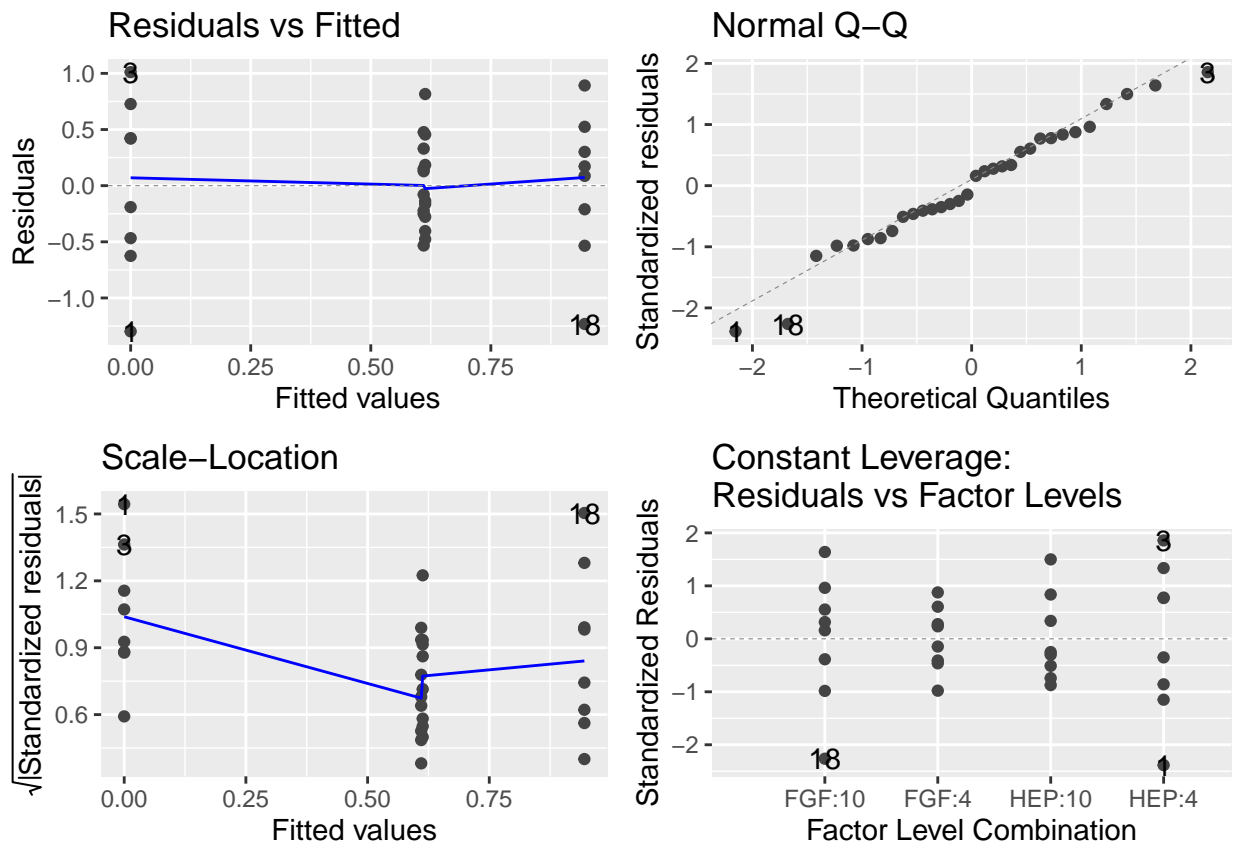 Residuals vs Fitted
1.0
0.5
0.0
−0.5
−1.0
Residuals
3
1
18
0.00 0.25 0.50 0.75
Fitted values
Normal Q−Q
2
1
0
−1
−2
Standardized residuals
3
1
18
−2 −1 0 1 2
Theoretical Quantiles
Scale−Location
1.5
1.2
0.9
0.6
√|Standardized residuals|
1
3
18
0.00 0.25 0.50 0.75
Fitted values
Constant Leverage:
Residuals vs Factor Levels
2
1
0
−1
−2
Standardized Residuals
3
18
1
FGF:10 FGF:4 HEP:10 HEP:4
Factor Level Combination